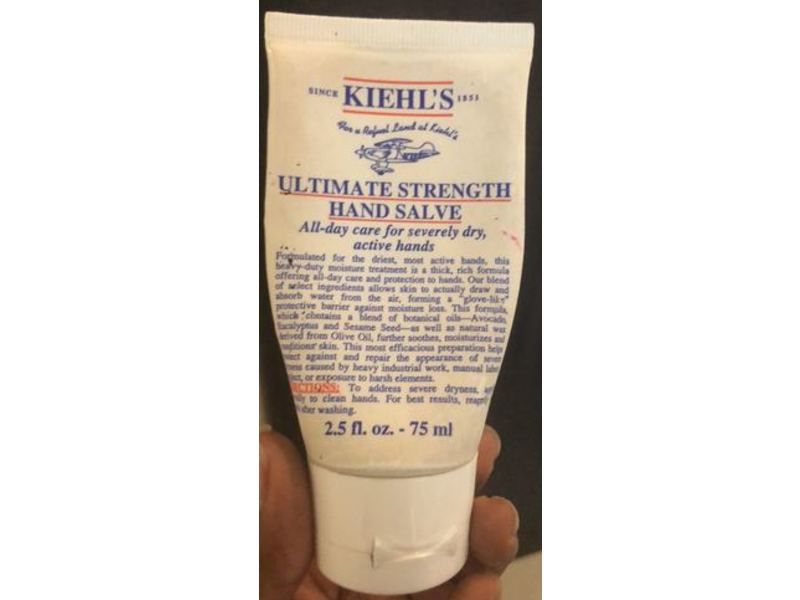 SINCE KIEHL'S 1851
For a Refuel Land at Kiehl's
ULTIMATE STRENGTH
HAND SALVE
All-day care for severely dry,
active hands
Formulated for the driest, most active hands, this
heavy-duty moisture treatment is a thick, rich formula
offering all-day care and protection to hands. Our blend
of select ingredients allows skin to actually draw and
absorb water from the air, forming a "glove-like"
protective barrier against moisture loss. This formula,
which contains a blend of botanical oils—Avocado,
Eucalyptus and Sesame Seed—as well as natural wax
derived from Olive Oil, further soothes, moisturizes and
conditions skin. This most efficacious preparation helps
against and repair the appearance of severe
caused by heavy industrial work, manual labor
or exposure to harsh elements.
To address severe dryness,
to clean hands. For best results,
after washing.
2.5 fl. oz. - 75 ml